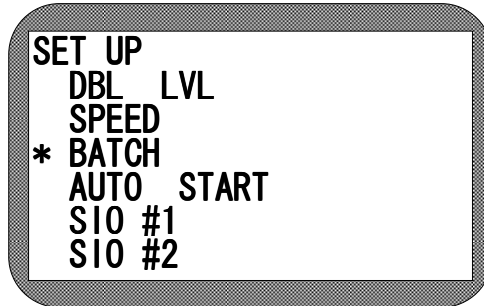 SET UP
DBL LVL
SPEED
* BATCH
AUTO START
SIO #1
SIO #2